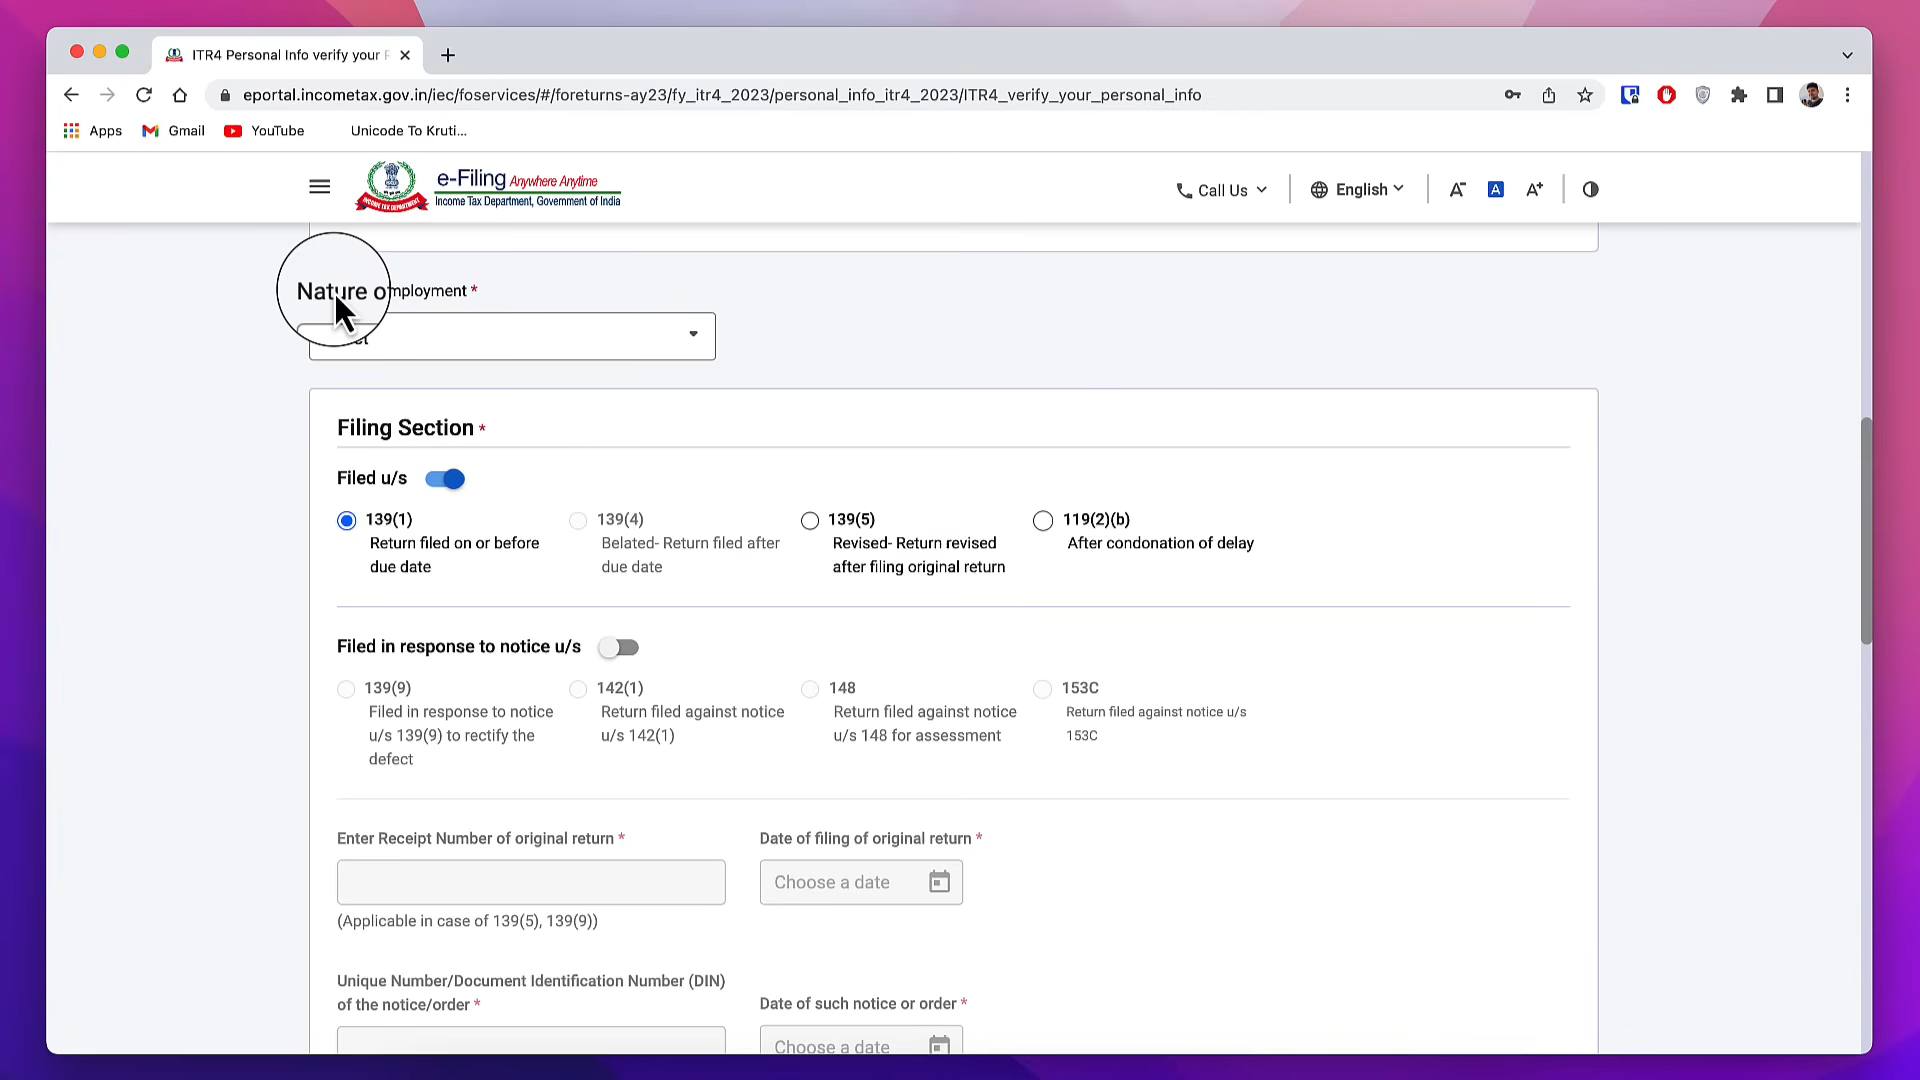 ITR4 Personal Info verify your
eportal.incometax.gov.in/iec/foservices/#/foreturns-ay23/fy_itr4_2023/personal_info_itr4_2023/ITR4_verify_your_personal_info
Apps Gmail YouTube Unicode To Kruti...
e-Filing Anywhere Anytime
Income Tax Department, Government of India
INCOME TAX DEPARTMENT
Call Us English A- A A+
Nature o mployment *
Filing Section *
Filed u/s
139(1) 139(4) 139(5) 119(2)(b)
Return filed on or before Belated- Return filed after Revised- Return revised After condonation of delay
due date due date after filing original return
Filed in response to notice u/s
139(9) 142(1) 148 153C
Filed in response to notice Return filed against notice Return filed against notice Return filed against notice u/s
u/s 139(9) to rectify the u/s 142(1) u/s 148 for assessment 153C
defect
Enter Receipt Number of original return * Date of filing of original return *
Choose a date
(Applicable in case of 139(5), 139(9))
Unique Number/Document Identification Number (DIN)
of the notice/order * Date of such notice or order *
Choose a date